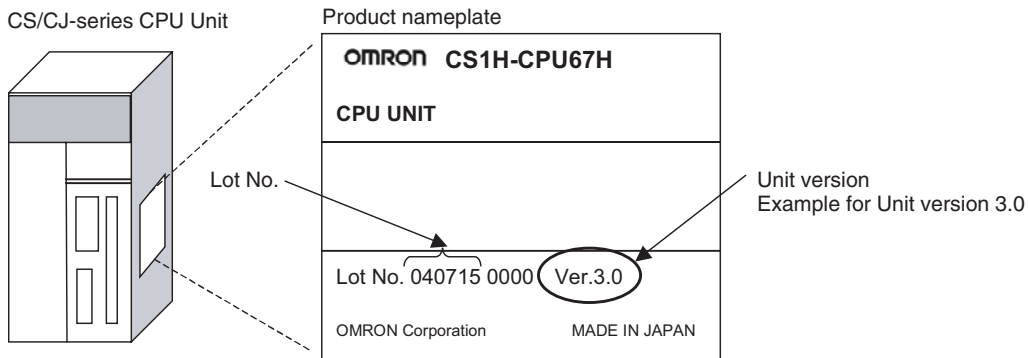 CS/CJ-series CPU Unit
Product nameplate
OMRON CS1H-CPU67H
CPU UNIT
Lot No.
Unit version
Example for Unit version 3.0
Lot No. 040715 0000 Ver.3.0
OMRON Corporation MADE IN JAPAN